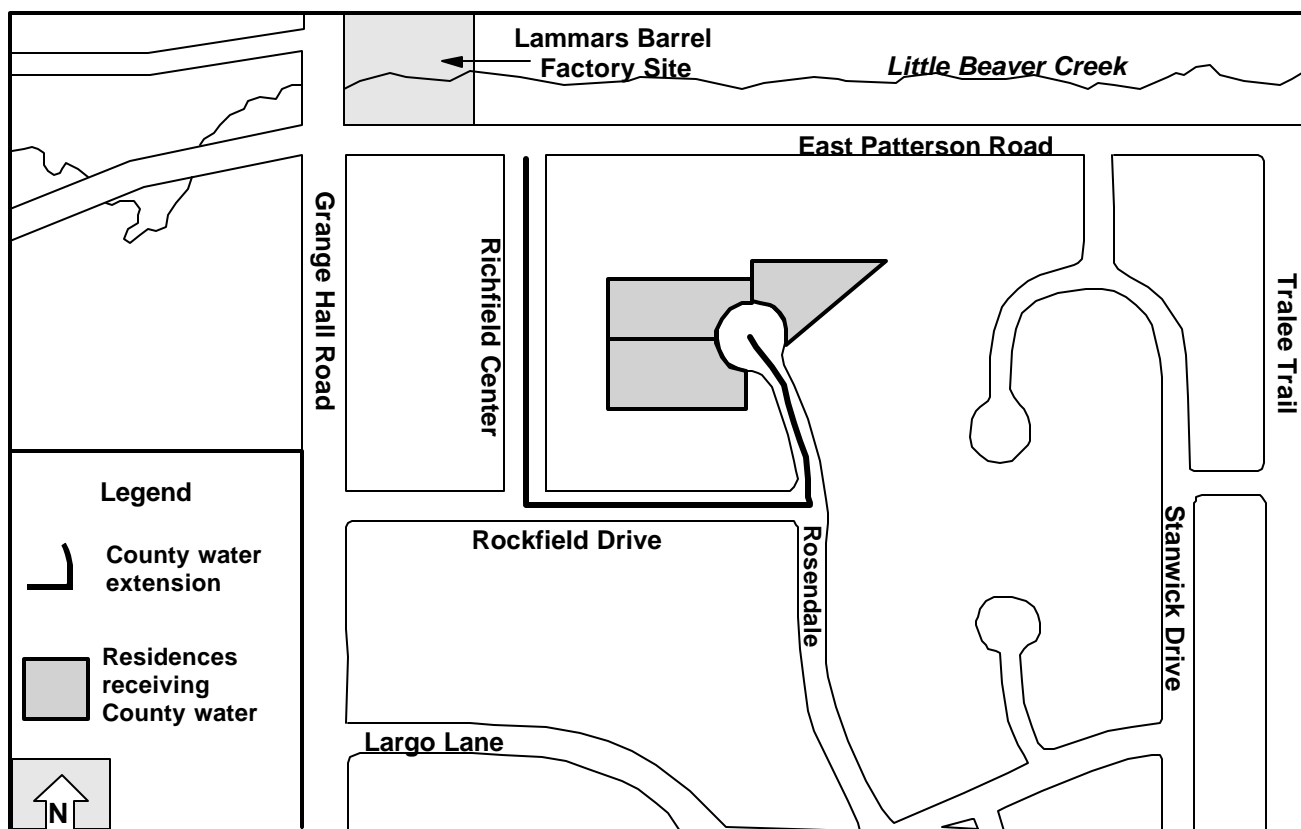 Lammars Barrel
Factory Site
Little Beaver Creek
East Patterson Road
Grange Hall Road
Richfield Center
Tralee Trail
Legend
County water
extension
Rockfield Drive
Rosendale
Stanwick Drive
Residences
receiving
County water
Largo Lane
N